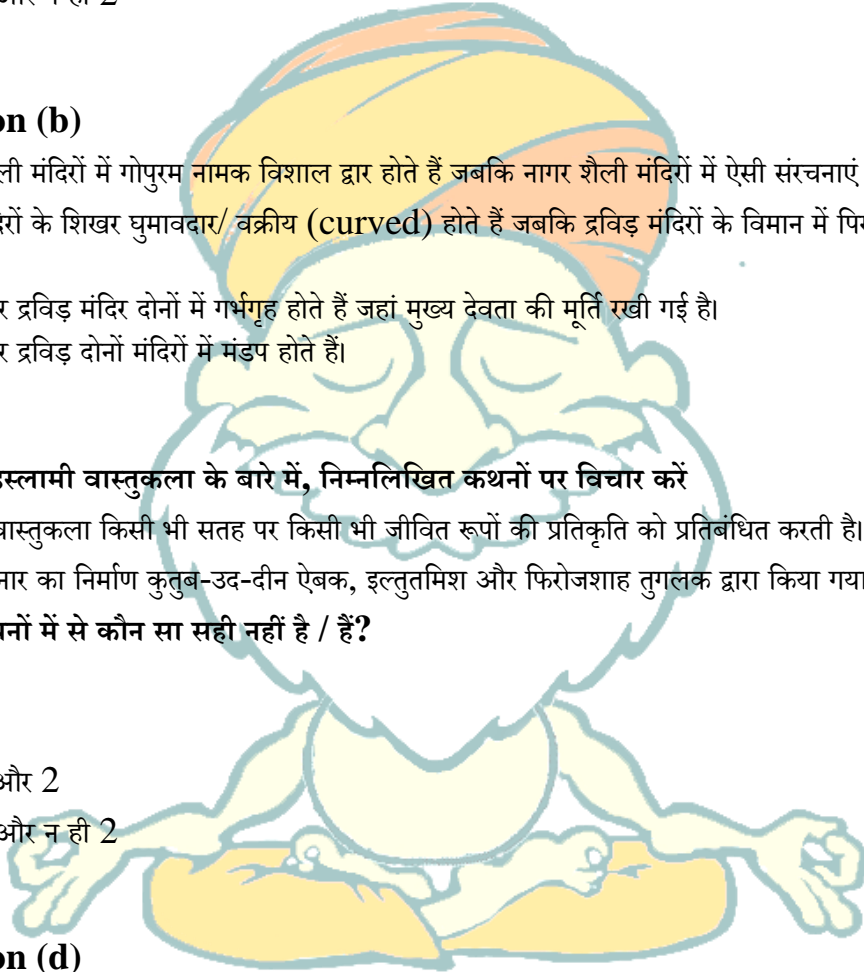 और न ही 2
on (b)
ली मंदिरों में गोपुरम नामक विशाल द्वार होते हैं जबकि नागर शैली मंदिरों में ऐसी संरचनाएं
दिरों के शिखर घुमावदार/ वक्रीय (curved) होते हैं जबकि द्रविड़ मंदिरों के विमान में
र द्रविड़ मंदिर दोनों में गर्भगृह होते हैं जहां मुख्य देवता की मूर्ति रखी गई है।
र द्रविड़ दोनों मंदिरों में मंडप होते हैं।
इस्लामी वास्तुकला के बारे में, निम्नलिखित कथनों पर विचार करें
वास्तुकला किसी भी सतह पर किसी भी जीवित रूपों की प्रतिकृति को प्रतिबंधित करती है।
नार का निर्माण कुतुब-उद-दीन ऐबक, इल्तुतमिश और फिरोजशाह तुगलक द्वारा किया गया
थनों में से कौन सा सही नहीं है / हैं?
और 2
और न ही 2
on (d)